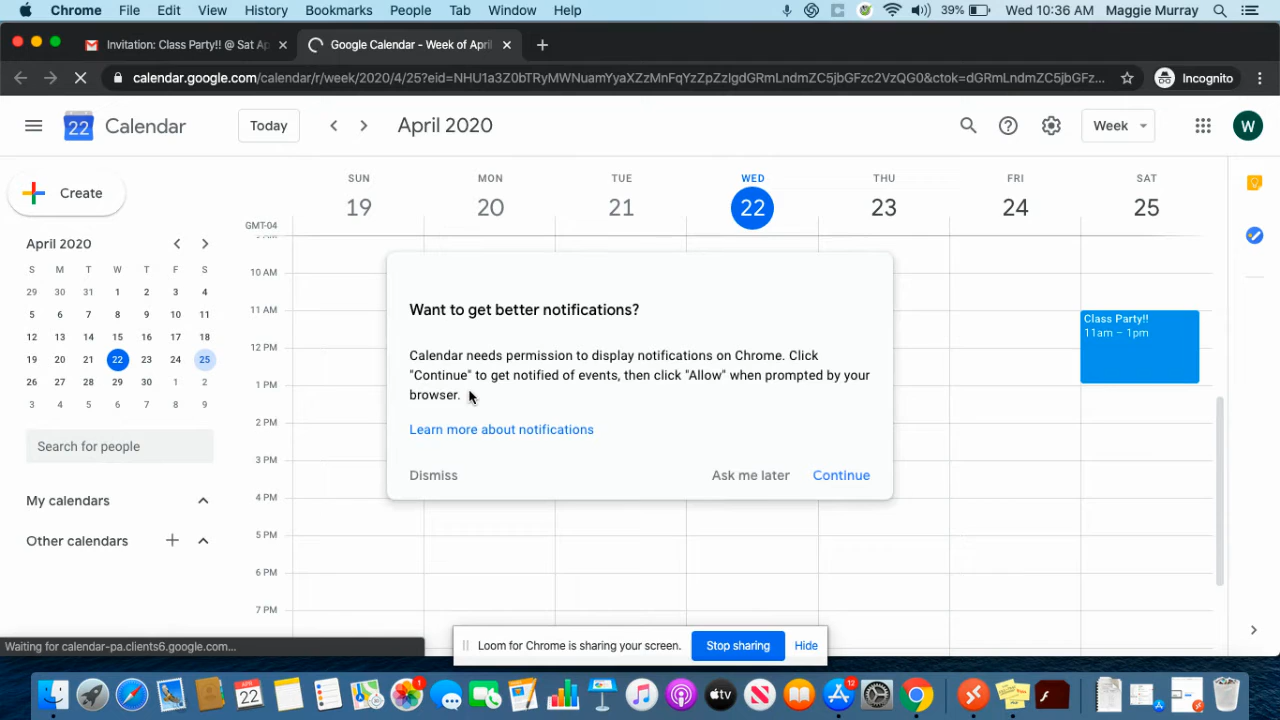 Chrome File Edit View History Bookmarks People Tab Window Help 39% Wed 10:36 AM Maggie Murray
Invitation: Class Party!! @ Sat Ap
Google Calendar - Week of April
calendar.google.com/calendar/r/week/2020/4/25?eid=NHU1a3Z0bTRyMWNuamYyaXZzMnFqYzZpZzIgdGRmLndmZC5jbGFzc2VzQG0&ctok=dGRmLndmZC5jbGFz...
Incognito
22 Calendar Today April 2020 Week W
Create
SUN MON TUE WED THU FRI SAT
19 20 21 22 23 24 25
GMT-04
April 2020
S M T W T F S
29 30 31 1 2 3 4
5 6 7 8 9 10 11
12 13 14 15 16 17 18
19 20 21 22 23 24 25
26 27 28 29 30 1 2
3 4 5 6 7 8 9
Search for people
My calendars
Other calendars
10 AM
11 AM
12 PM
1 PM
2 PM
3 PM
4 PM
5 PM
6 PM
7 PM
Class Party!!
11am – 1pm
Want to get better notifications?
Calendar needs permission to display notifications on Chrome. Click
"Continue" to get notified of events, then click "Allow" when prompted by your
browser.
Learn more about notifications
Dismiss Ask me later Continue
Waiting for calendar-pa.clients6.google.com...
Loom for Chrome is sharing your screen. Stop sharing Hide
APR
22
1
tv
12